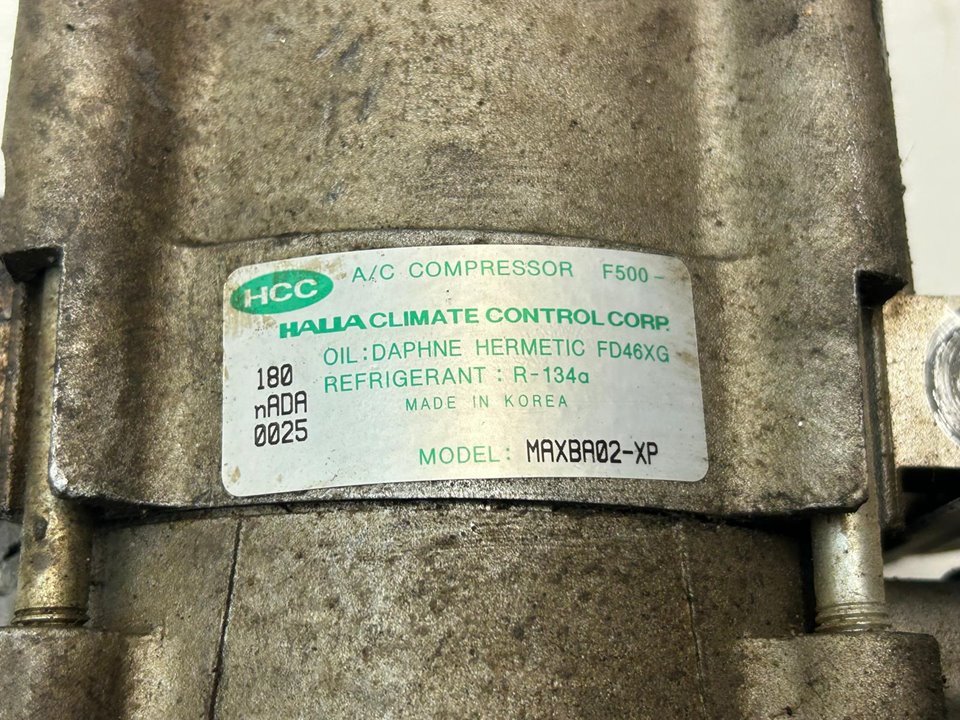 HCC
A/C COMPRESSOR F500-
HALLA CLIMATE CONTROL CORP.
OIL:DAPHNE HERMETIC FD46XG
REFRIGERANT : R-134a
MADE IN KOREA
180
nADA
0025
MODEL: MAXBA02-XP